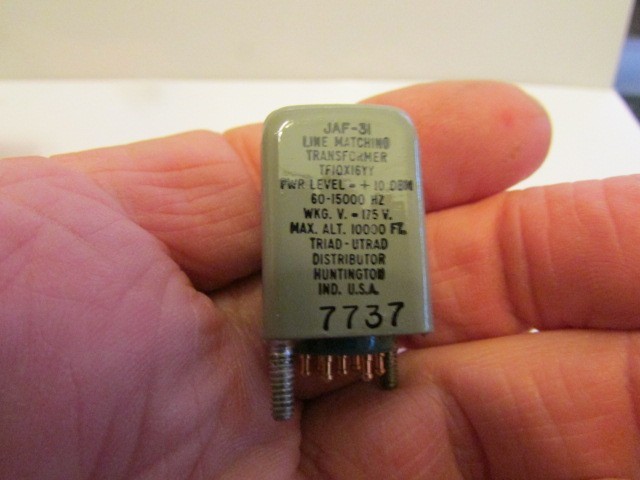 JAF-31
LINE MATCHING
TRANSFORMER
TF10X16YY
PWR LEVEL - + 10 DBM
60-15000 HZ
WKG. V. - 175 V.
MAX. ALT. 10000 FT.
TRIAD-UTRAD
DISTRIBUTOR
HUNTINGTON
IND. U.S.A.
7737